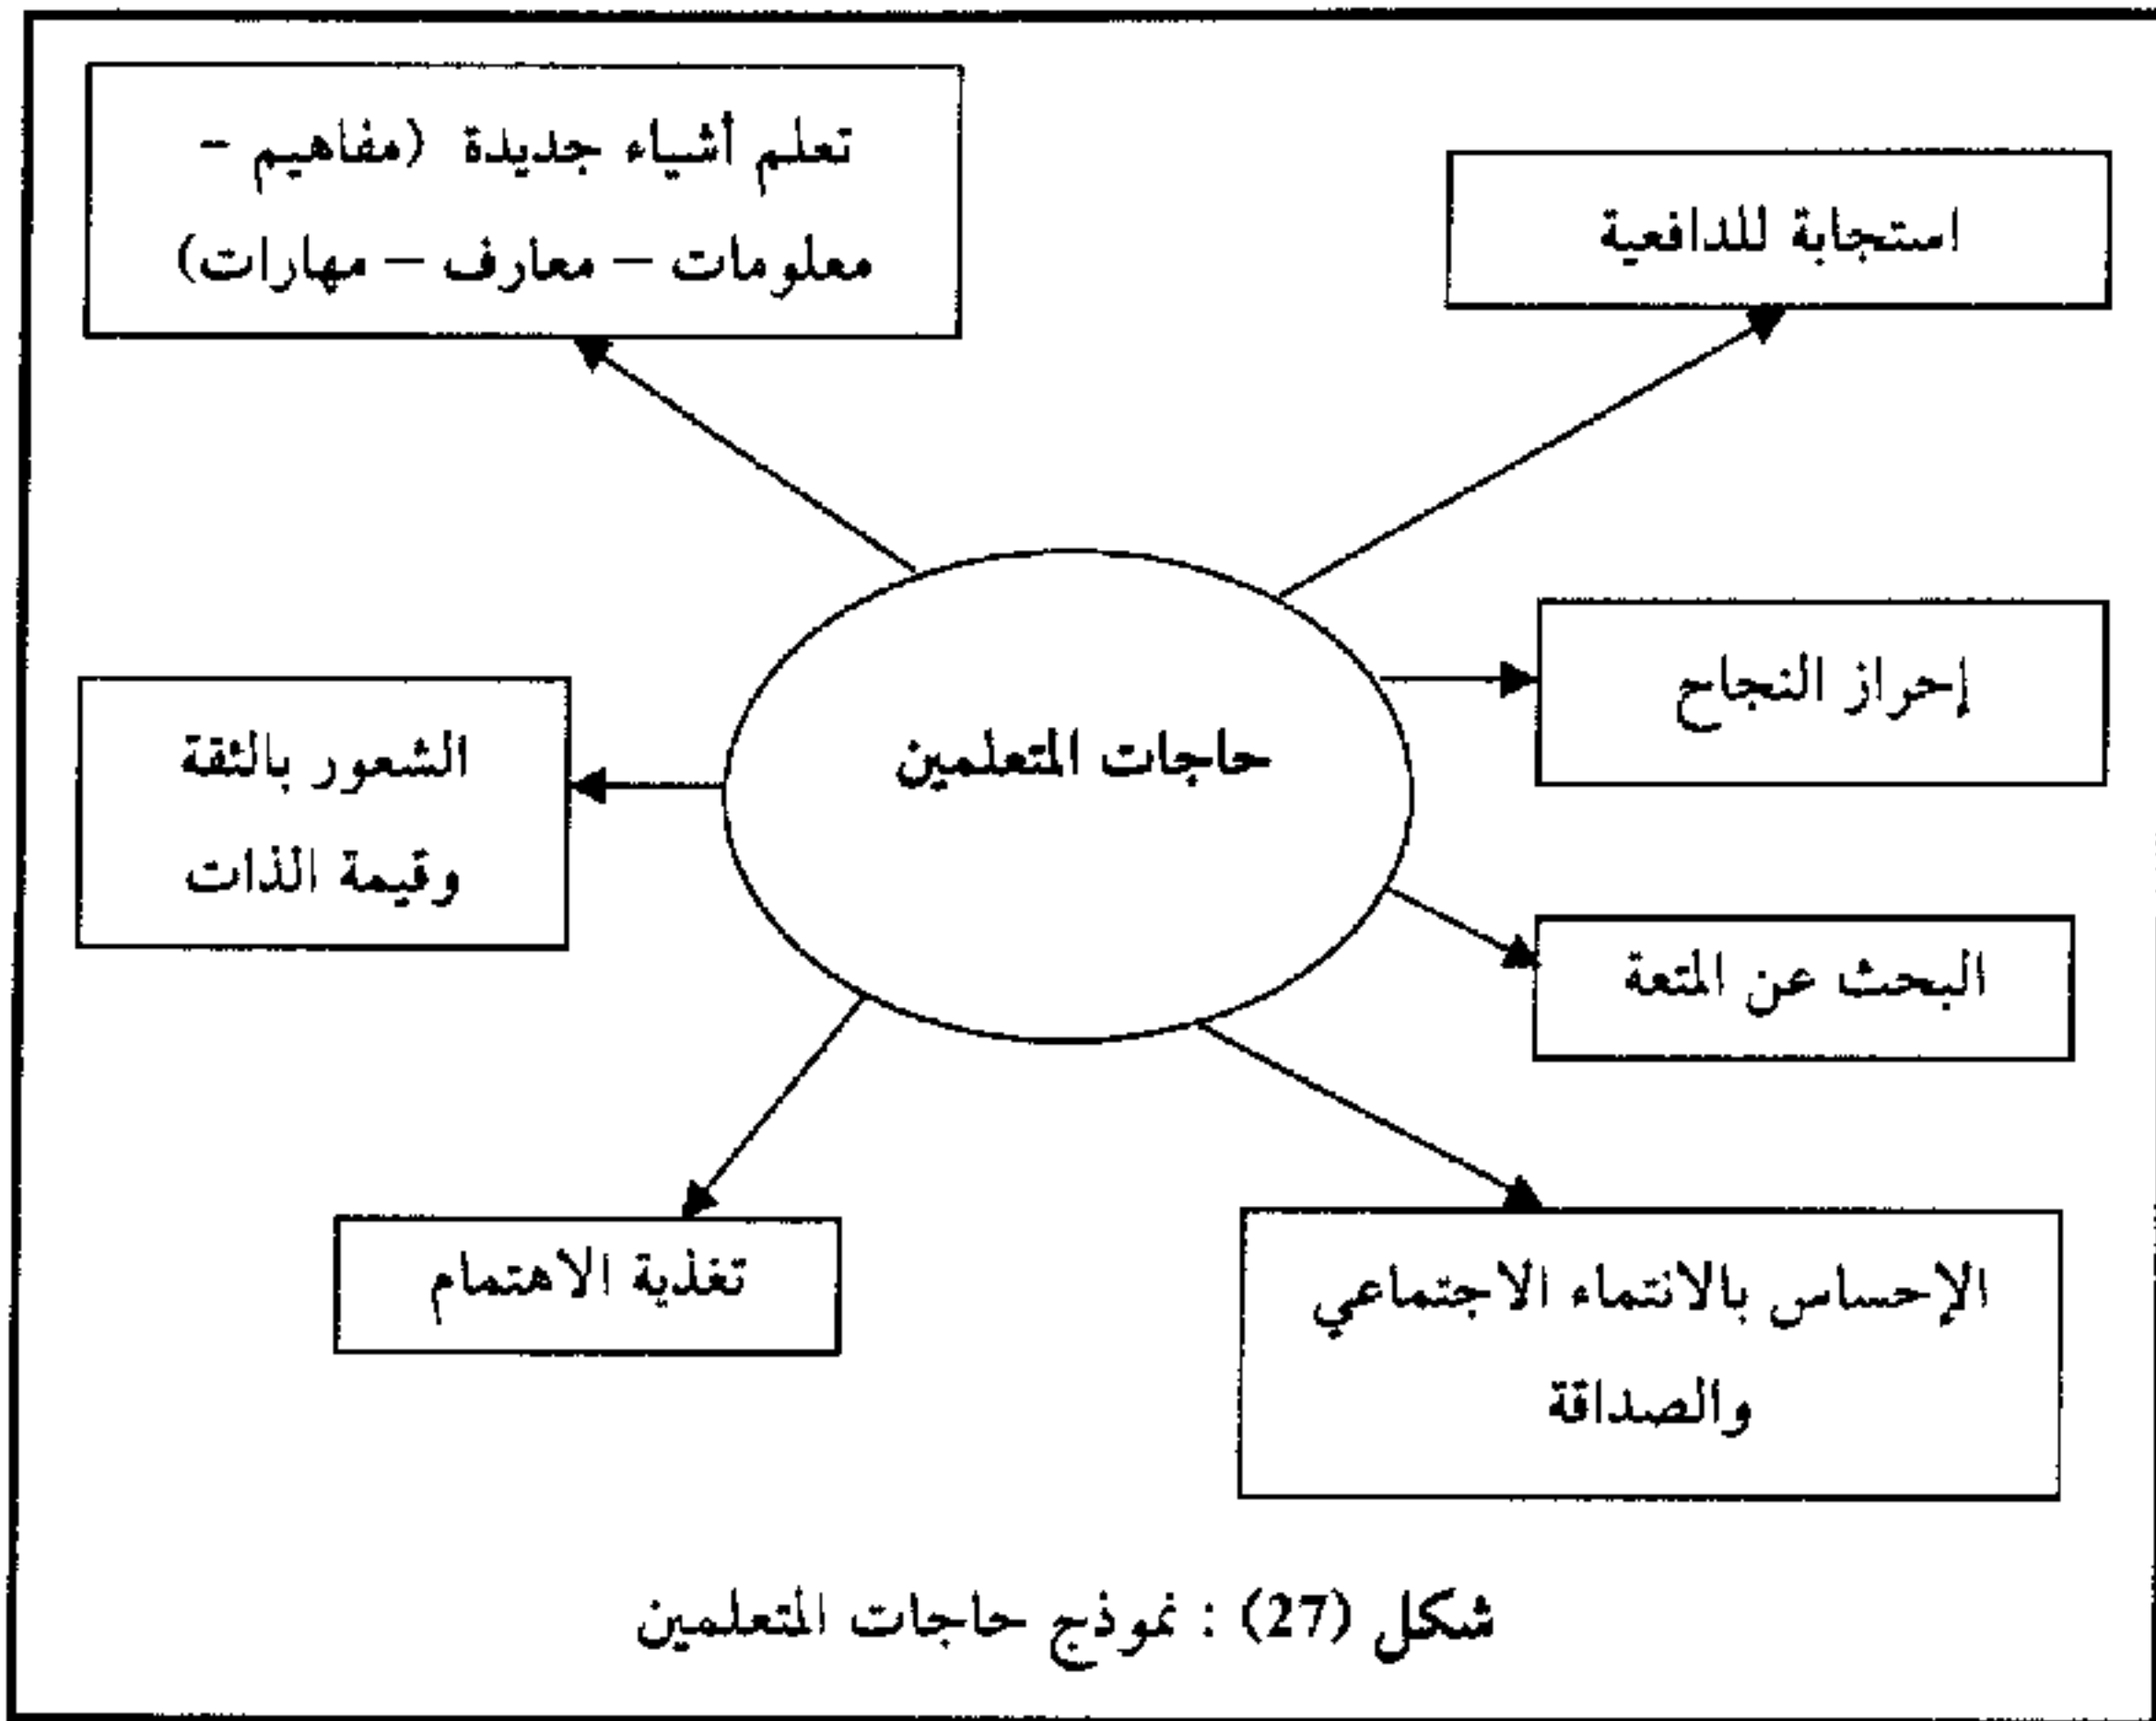 استجابة للدافعية
تعلم أشياء جديدة (مفاهيم –
معلومات – معارف – مهارات)
إحراز النجاح
حاجات المتعلمين
الشعور بالثقة
وقيمة الذات
البحث عن المتعة
الإحساس بالانتماء الاجتماعي
والصداقة
تغذية الاهتمام
شكل (27) : نموذج حاجات المتعلمين